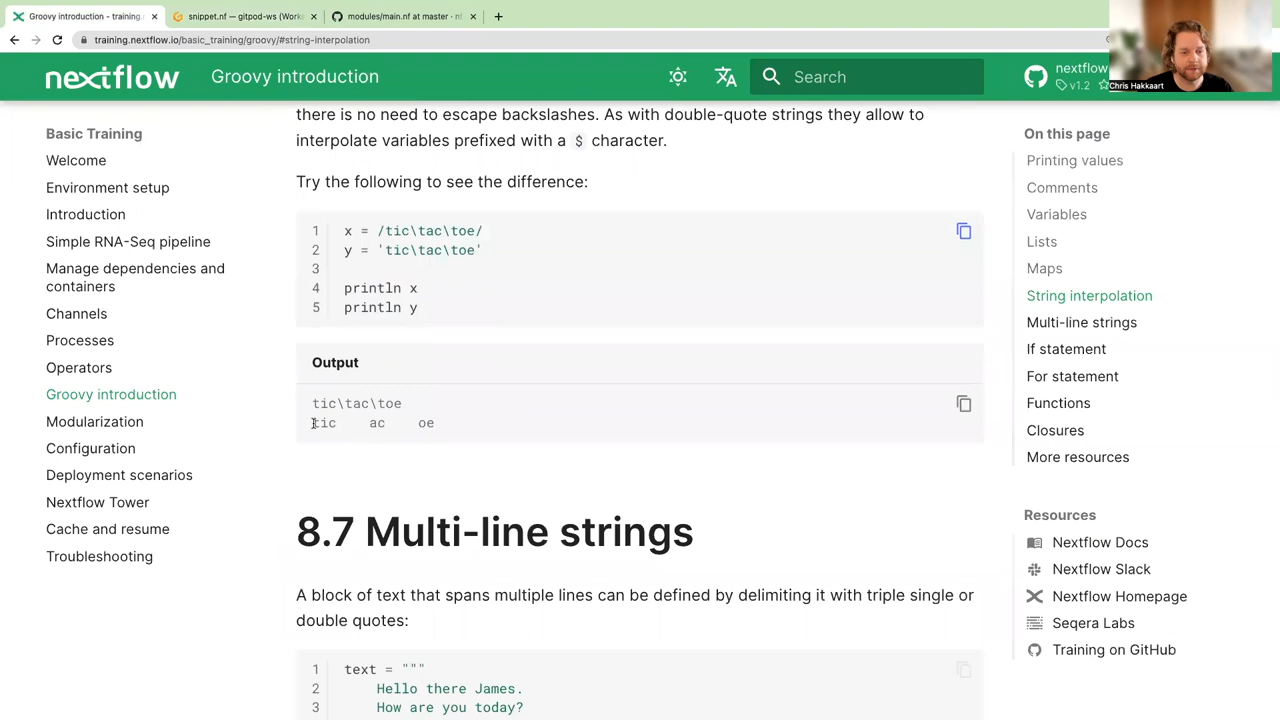 Groovy introduction - training.
snippet.nf — gitpod-ws (Works
modules/main.nf at master · nf
training.nextflow.io/basic_training/groovy/#string-interpolation
nextflow
Groovy introduction
Search
nextflow
v1.2
Chris Hakkaart
Basic Training
Welcome
Environment setup
Introduction
Simple RNA-Seq pipeline
Manage dependencies and
containers
Channels
Processes
Operators
Groovy introduction
Modularization
Configuration
Deployment scenarios
Nextflow Tower
Cache and resume
Troubleshooting
there is no need to escape backslashes. As with double-quote strings they allow to
interpolate variables prefixed with a $ character.
Try the following to see the difference:
1 x = /tic\tac\toe/
2 y = 'tic\tac\toe'
3
4 println x
5 println y
Output
tic\tac\toe
tic    ac    oe
8.7 Multi-line strings
A block of text that spans multiple lines can be defined by delimiting it with triple single or
double quotes:
1 text = """
2     Hello there James.
3     How are you today?
On this page
Printing values
Comments
Variables
Lists
Maps
String interpolation
Multi-line strings
If statement
For statement
Functions
Closures
More resources
Resources
Nextflow Docs
Nextflow Slack
Nextflow Homepage
Seqera Labs
Training on GitHub